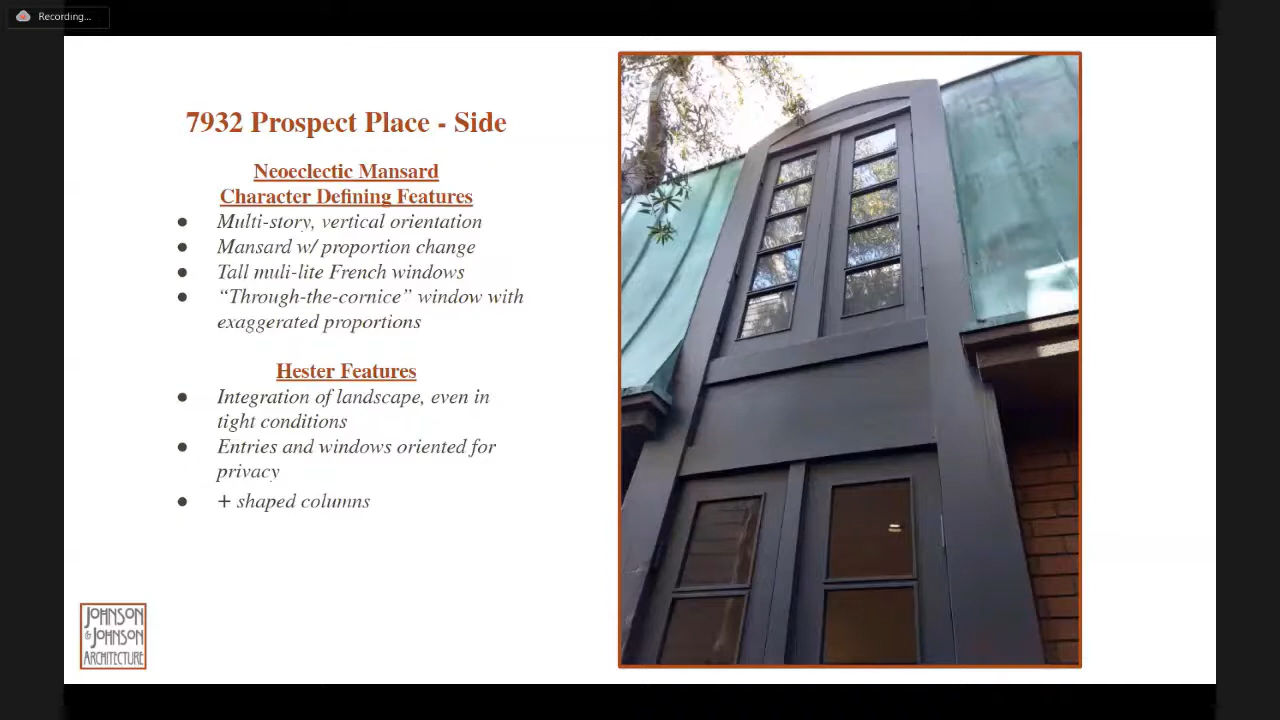 Recording...
7932 Prospect Place - Side
Neoeclectic Mansard
Character Defining Features
● Multi-story, vertical orientation
● Mansard w/ proportion change
● Tall muli-lite French windows
● “Through-the-cornice” window with
exaggerated proportions
Hester Features
● Integration of landscape, even in
tight conditions
● Entries and windows oriented for
privacy
● + shaped columns
JOHNSON
& JOHNSON
ARCHITECTURE